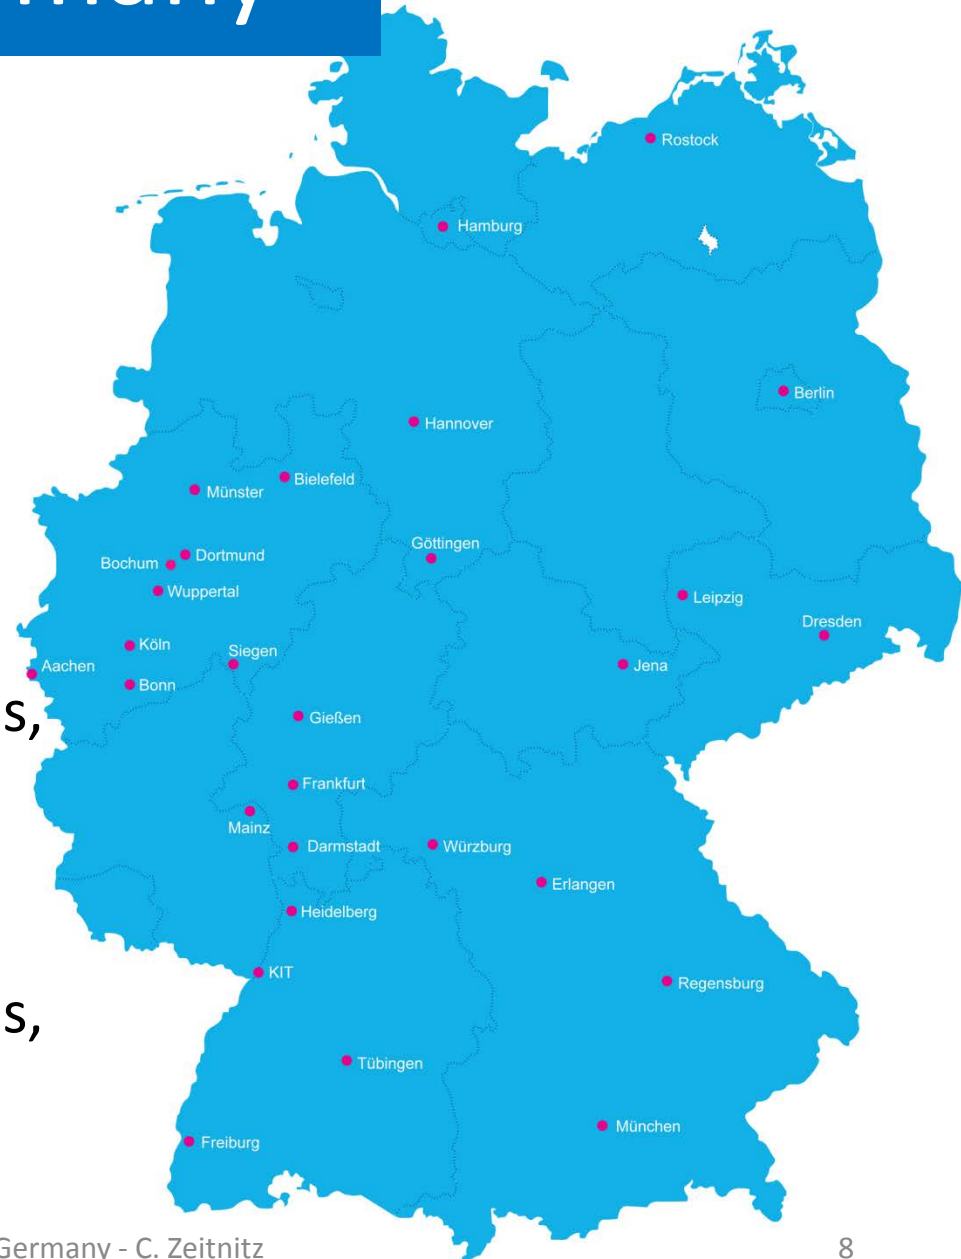 Rostock
Hamburg
Berlin
Hannover
Bielefeld
Münster
Göttingen
Dortmund
Bochum
Wuppertal
Leipzig
Dresden
Köln
Siegen
Aachen
Jena
Bonn
s,
Gießen
Frankfurt
Mainz
Darmstadt
Würzburg
Erlangen
Heidelberg
KIT
Regensburg
s,
Tübingen
München
Freiburg
Germany - C. Zeitnitz
8